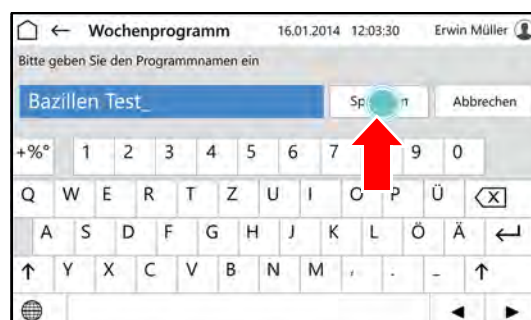 Wochenprogramm 16.01.2014 12:03:30 Erwin Müller
Bitte geben Sie den Programmnamen ein
Bazillen Test_ Abbrechen
+%° 1 2 3 4 5 6 7 9 0
Q W E R T Z U I O P Ü
A S D F G H J K L Ö Ä
Y X C V B N M , . -